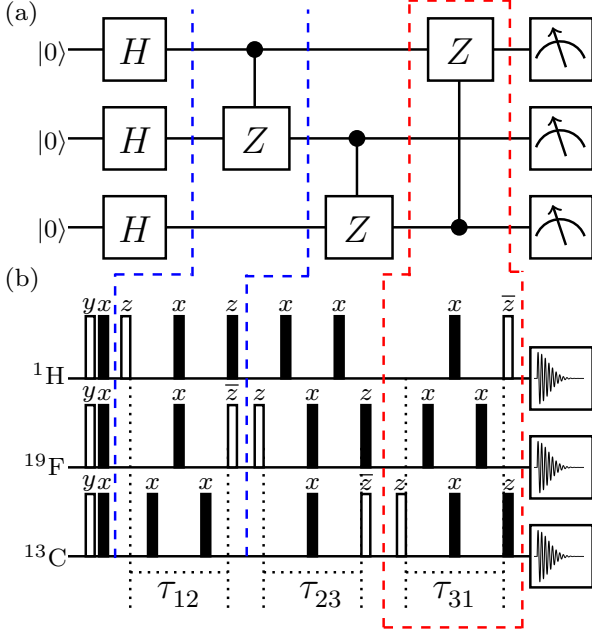 (a)
|0⟩ H Z
|0⟩ H Z
|0⟩ H Z
(b)
y x z x z x x x z̅
¹H
y x x z̅ z x z x x
¹⁹F
y x x x x z̅ z x z
¹³C
τ₁₂ τ₂₃ τ₃₁